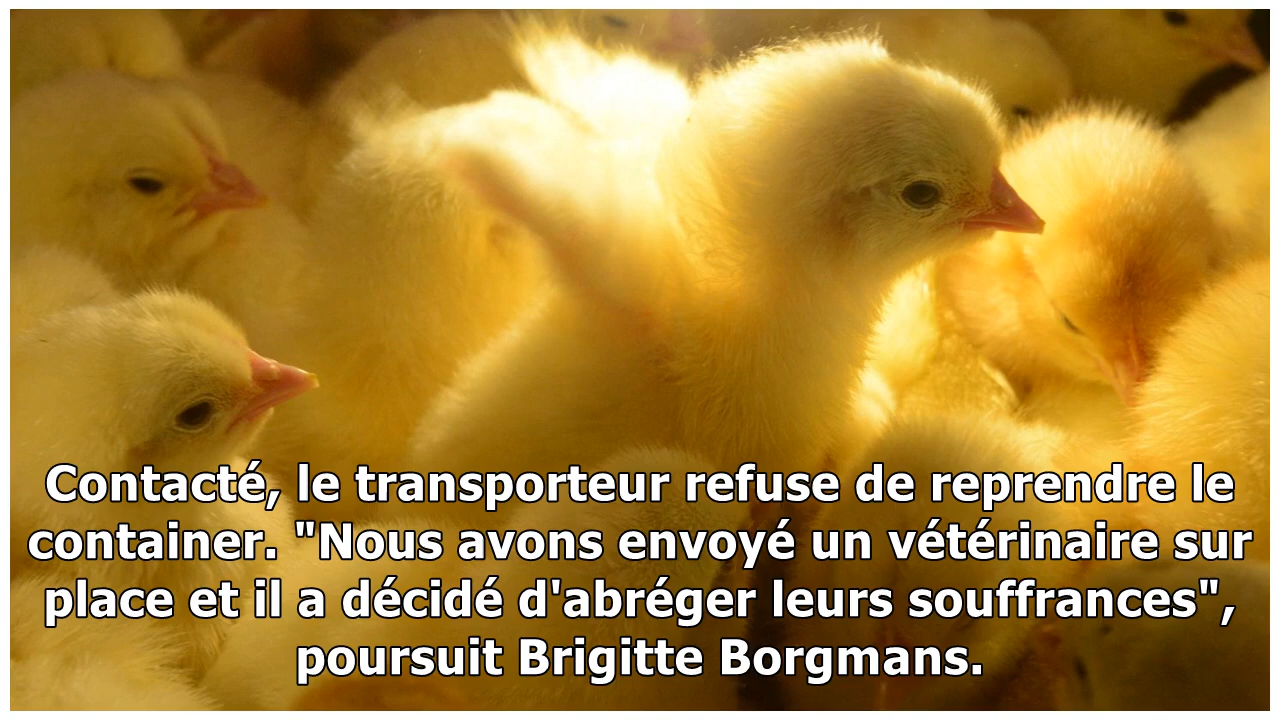 Contacté, le transporteur refuse de reprendre le
container. "Nous avons envoyé un vétérinaire sur
place et il a décidé d'abréger leurs souffrances",
poursuit Brigitte Borgmans.